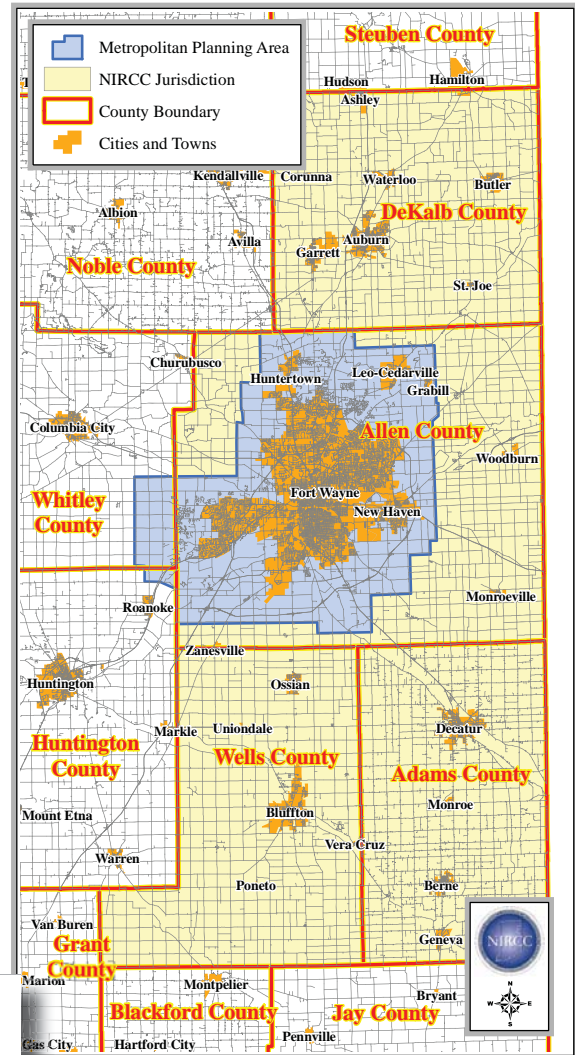 Metropolitan Planning Area
NIRCC Jurisdiction
County Boundary
Cities and Towns
Steuben County
Hudson
Hamilton
Ashley
Kendallville
Corunna
Waterloo
Butler
Albion
DeKalb County
Avilla
Garrett
Auburn
Noble County
St. Joe
Churubusco
Huntertown
Leo-Cedarville
Grabill
Columbia City
Allen County
Woodburn
Whitley
County
Fort Wayne
New Haven
Roanoke
Monroeville
Zanesville
Huntington
Ossian
Markle
Uniondale
Decatur
Huntington
County
Wells County
Adams County
Mount Etna
Bluffton
Monroe
Vera Cruz
Warren
Poneto
Berne
Van Buren
Grant
County
Geneva
NIRCC
Marion
Montpelier
Bryant
Blackford County
Jay County
N
W
E
S
Pennville
Gas City
Hartford City